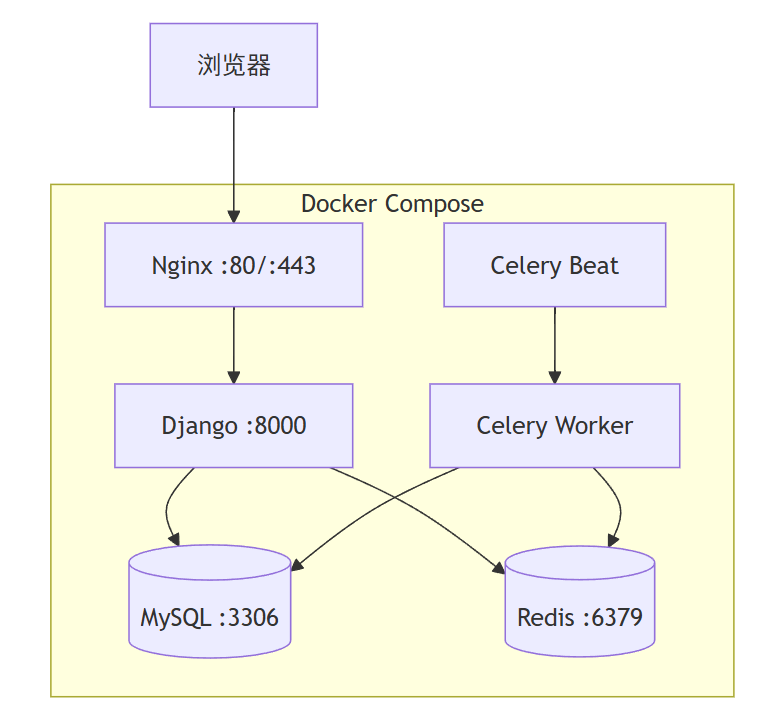 浏览器
Docker Compose
Nginx :80/:443
Celery Beat
Django :8000
Celery Worker
MySQL :3306
Redis :6379